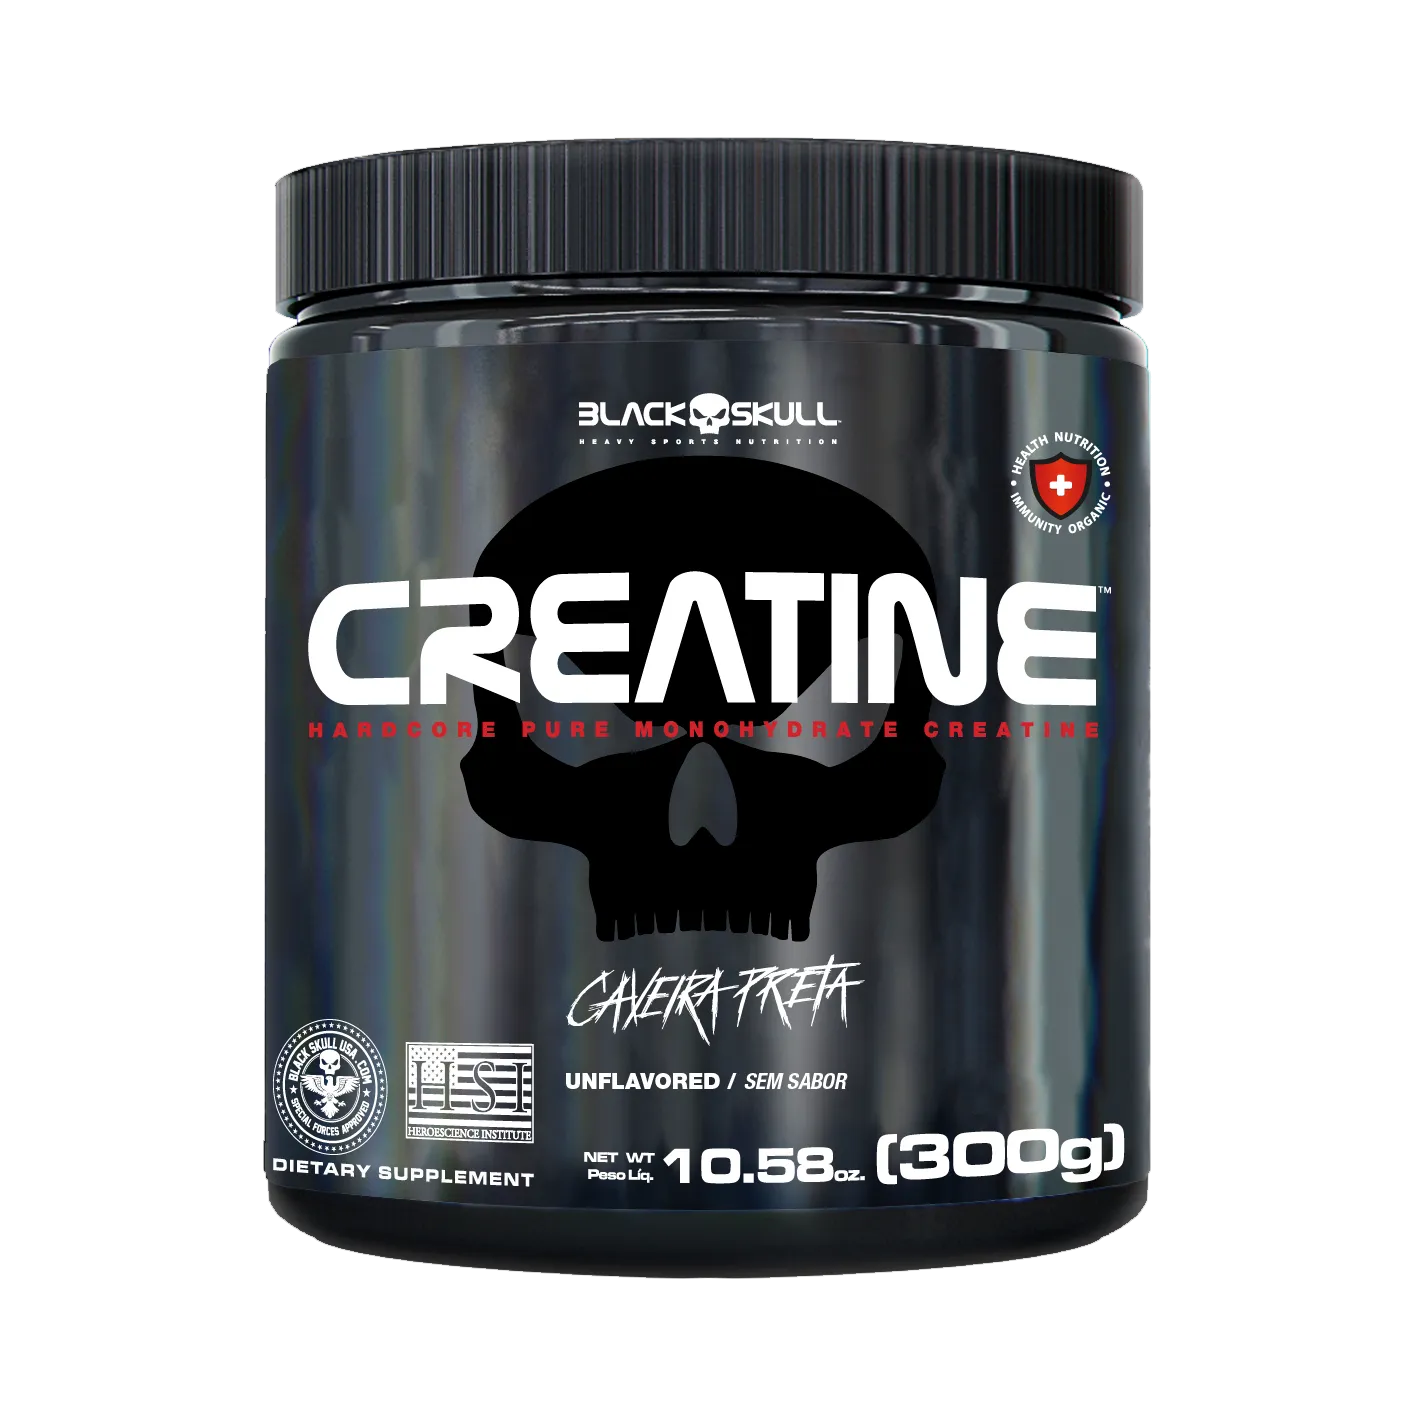 BLACK SKULL™
HEAVY SPORTS NUTRITION
HEALTH NUTRITION
IMMUNITY ORGANIC
CREATINE™
HARDCORE PURE MONOHYDRATE CREATINE
CAVEIRA PRETA
UNFLAVORED / SEM SABOR
BLACK SKULL USA.COM
SPECIAL FORCES APPROVED
HSI
HEROESCIENCE INSTITUTE
DIETARY SUPPLEMENT
NET WT
Peso Líq.
10.58oz. (300g)